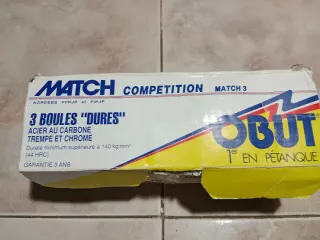 MATCH COMPETITION MATCH 3
NORMEES FFPJP et FIPJP
3 BOULES "DURES"
ACIER AU CARBONE
TREMPE ET CHROME
Dureté minimum supérieure à 140 kg/mm²
(44 HRC)
GARANTIE 3 ANS
OBUT
1er EN PÉTANQUE